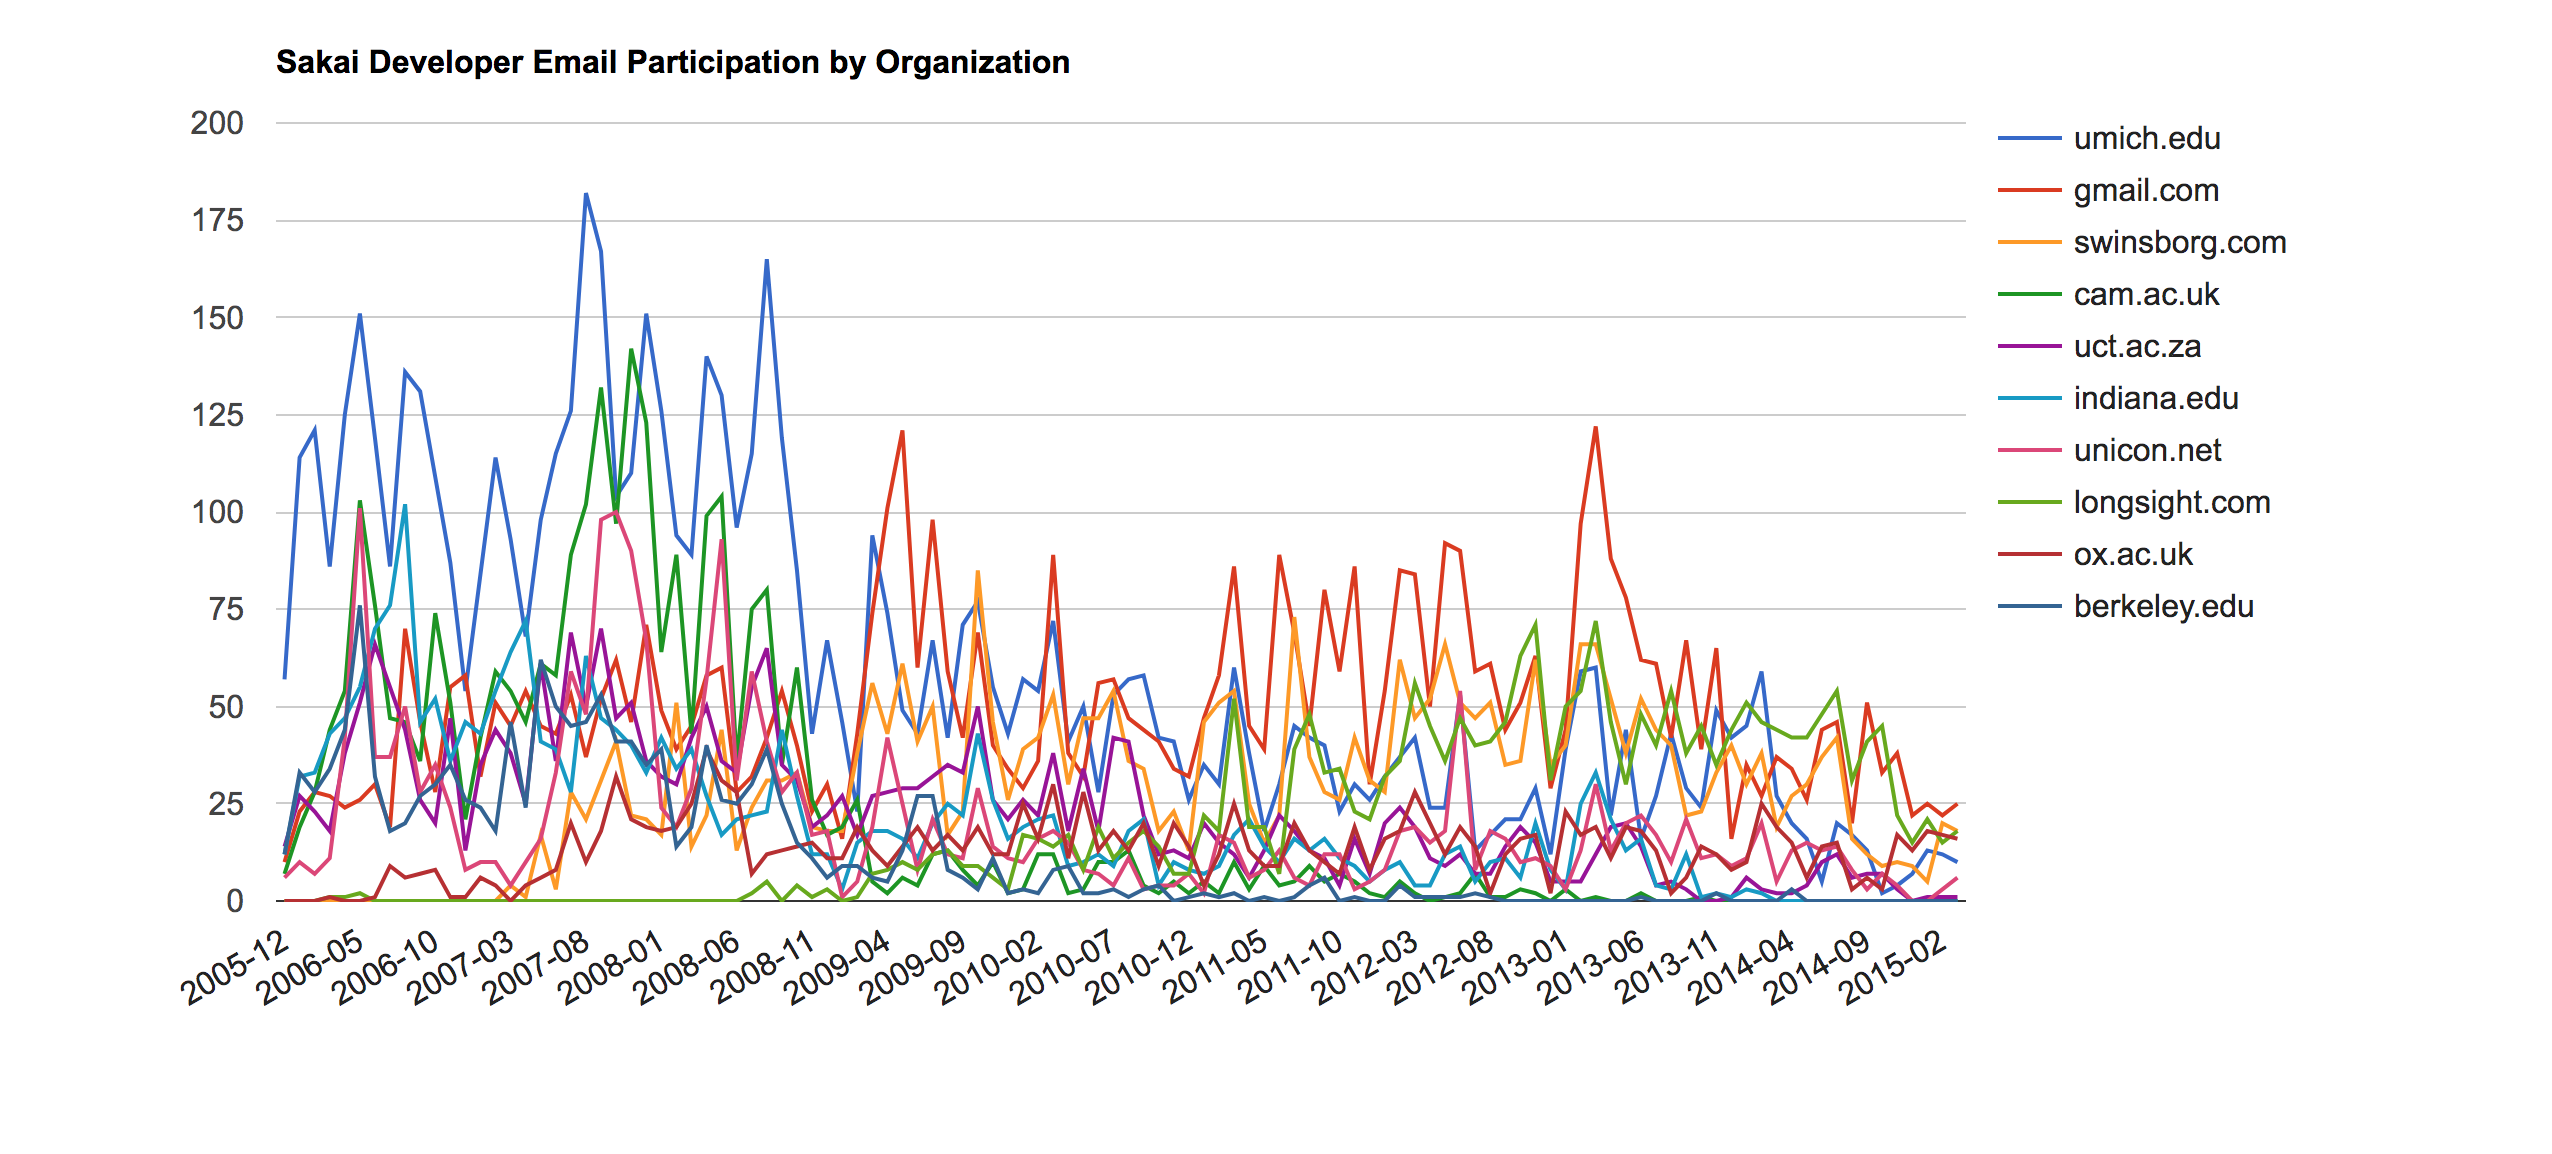 Sakai Developer Email Participation by Organization
200
175
150
125
100
75
50
25
0
2005-12
2006-05
2006-10
2007-03
2007-08
2008-01
2008-06
2008-11
2009-04
2009-09
2010-02
2010-07
2010-12
2011-05
2011-10
2012-03
2012-08
2013-01
2013-06
2013-11
2014-04
2014-09
2015-02
umich.edu
gmail.com
swinsborg.com
cam.ac.uk
uct.ac.za
indiana.edu
unicon.net
longsight.com
ox.ac.uk
berkeley.edu